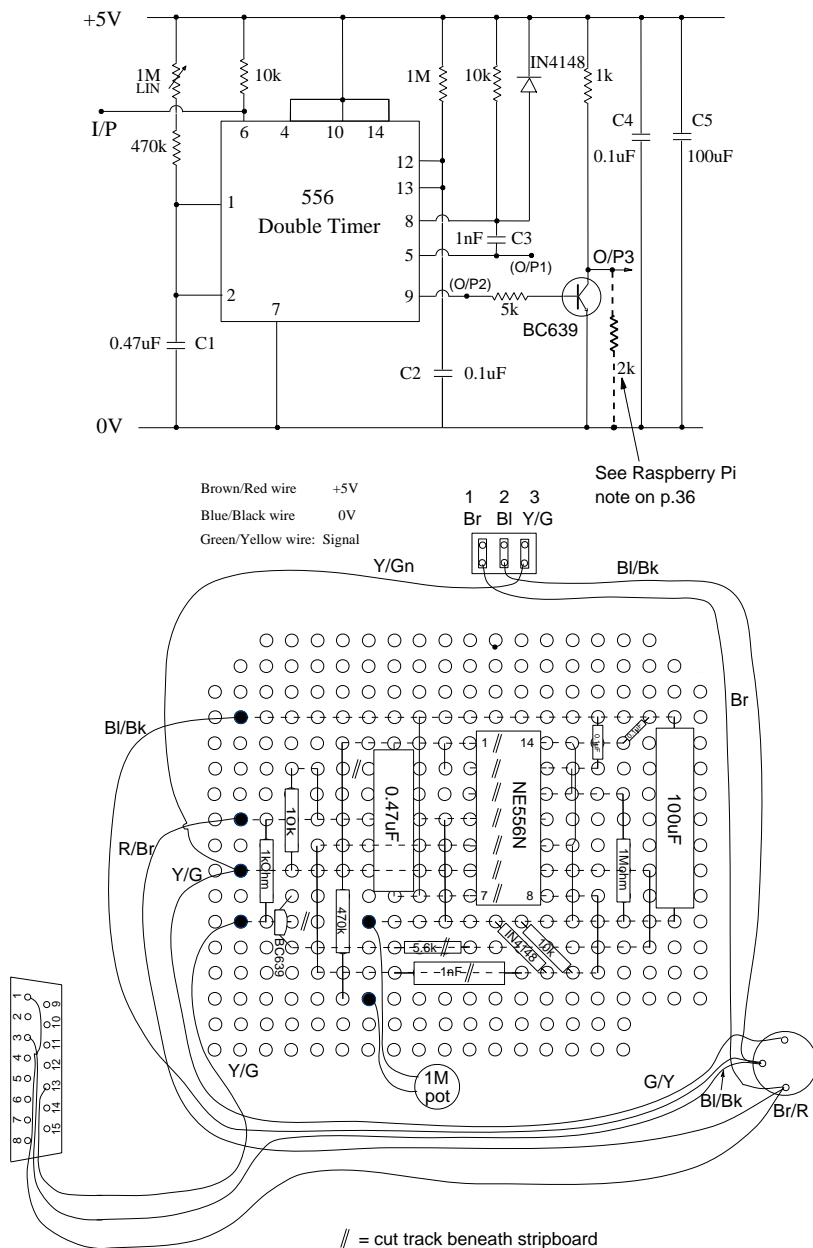 +5V
1M
LIN
10k
1M
10k
IN4148
1k
I/P
6
4
10
14
C4
C5
470k
0.1uF
100uF
12
13
556
Double Timer
1
8
1nF
C3
5
(O/P1)
O/P3
(O/P2)
9
5k
BC639
2
7
0.47uF
C1
C2
0.1uF
2k
0V
See Raspberry Pi
note on p.36
Brown/Red wire +5V
Blue/Black wire 0V
Green/Yellow wire: Signal
1 2 3
Br Bl Y/G
Y/Gn
Bl/Bk
Br
Bl/Bk
1
14
0.1uF
0.1uF
NE556N
0.47uF
100uF
10k
R/Br
1kOhm
1Mohm
Y/G
7
8
470k
BC639
5.6k
IN4148
10k
1nF
Y/G
1M
pot
G/Y
Bl/Bk
Br/R
1
2
3
4
5
6
7
8
9
10
11
12
13
14
15
// = cut track beneath stripboard